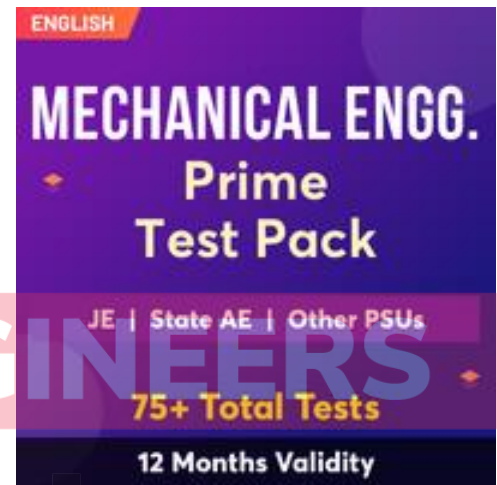 ENGLISH
MECHANICAL ENGG.
Prime
Test Pack
JE | State AE | Other PSUs
GINEERS
75+ Total Tests
12 Months Validity